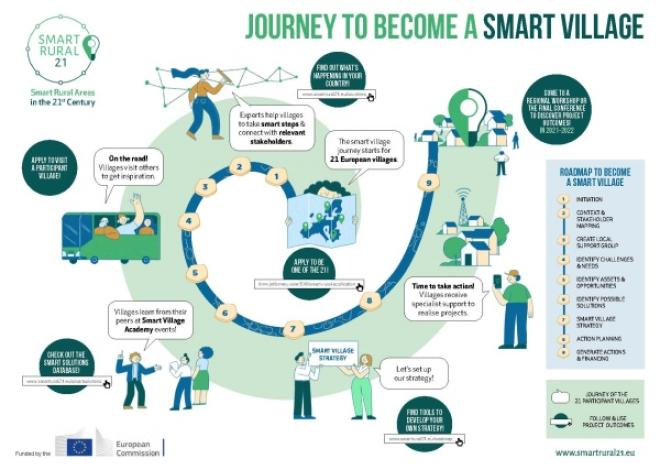 SMART
RURAL
21
Smart Rural Areas
in the 21st Century
JOURNEY TO BECOME A SMART VILLAGE
FIND OUT WHAT'S
HAPPENING IN YOUR
COUNTRY!
COME TO A
REGIONAL WORKSHOP OR
THE FINAL CONFERENCE
TO DISCOVER PROJECT
OUTCOMES!
IN 2021-2022
Experts help villages
to take smart steps &
connect with relevant
stakeholders.
The smart village
journey starts for
21 European villages.
APPLY TO VISIT
A PARTICIPANT
VILLAGE!
On the road!
Villages visit others
to get inspiration.
1
2
3
4
5
6
7
8
9
APPLY TO BE
ONE OF THE 21!
Time to take action!
Villages receive
specialist support to
realise projects.
Villages learn from their
peers at Smart Village
Academy events!
CHECK OUT THE
SMART SOLUTIONS
DATABASE!
SMART VILLAGE
STRATEGY
Let's set up
our strategy!
FIND TOOLS TO
DEVELOP YOUR
OWN STRATEGY!
ROADMAP TO BECOME
A SMART VILLAGE
1 INITIATION
2 CONTEXT &
STAKEHOLDER
MAPPING
3 CREATE LOCAL
SUPPORT GROUP
4 IDENTIFY CHALLENGES
& NEEDS
5 IDENTIFY ASSETS &
OPPORTUNITIES
6 IDENTIFY POSSIBLE
SOLUTIONS
7 SMART VILLAGE
STRATEGY
8 ACTION PLANNING
9 GENERATE ACTIONS
& FINANCING
JOURNEY OF THE
21 PARTICIPANT VILLAGES
FOLLOW & USE
PROJECT OUTCOMES
Funded by the
European
Commission
www.smartrural21.eu